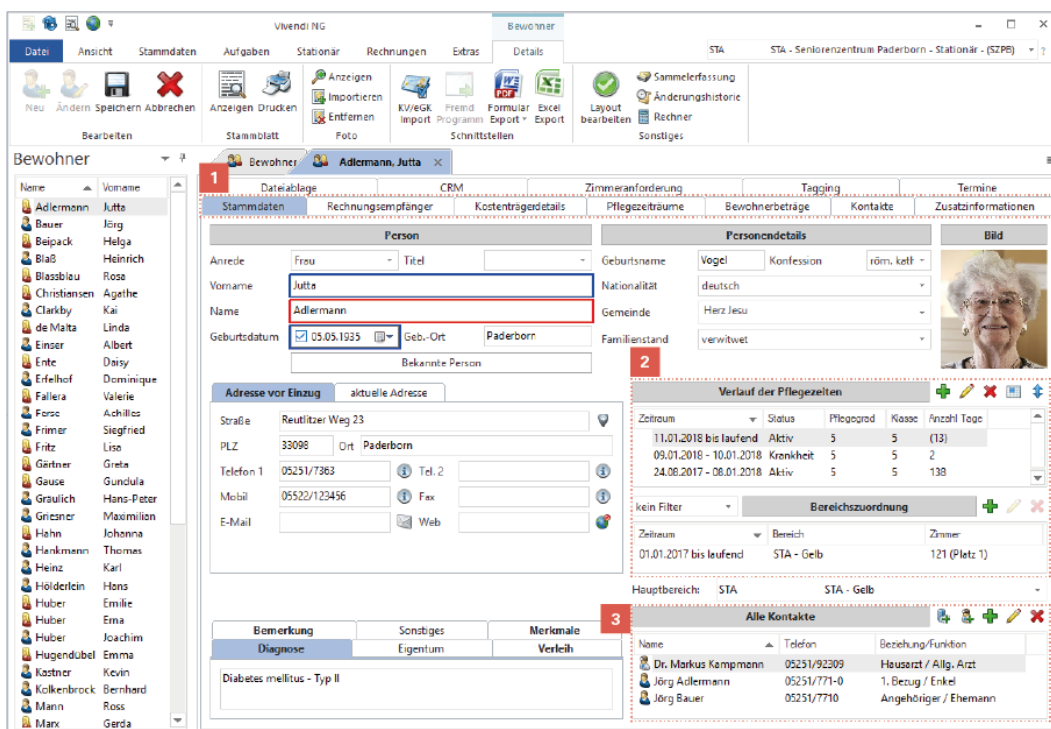 Vivendi NG
Bewohner
Datei Ansicht Stammdaten Aufgaben Stationär Rechnungen Extras Details STA STA - Seniorenzentrum Paderborn - Stationär - (SZPB) ?
Neu Ändern Speichern Abbrechen
Bearbeiten
Anzeigen Drucken
Stammblatt
Anzeigen
Importieren
Entfernen
Foto
KV/eGK Import
Fremd Programm
Formular Export
Excel Export
Schnittstellen
Layout bearbeiten
Sammelerfassung
Änderungshistorie
Rechner
Sonstiges
Bewohner
Name Vorname
Adlermann Jutta
Bauer Jörg
Beipack Helga
Blaß Heinrich
Blassblau Rosa
Christiansen Agathe
Clarkby Kai
de Malta Linda
Einser Albert
Ente Daisy
Erfelhof Dominique
Fallera Valerie
Ferse Achilles
Frimer Siegfried
Fritz Lisa
Gärtner Greta
Gause Gundula
Gräulich Hans-Peter
Griesner Maximilian
Hahn Johanna
Hankmann Thomas
Heinz Karl
Hölderlein Hans
Huber Emilie
Huber Erna
Huber Joachim
Hugendübel Emma
Kastner Kevin
Kolkenbrock Bernhard
Mann Ross
Marx Gerda
Bewohner Adlermann, Jutta
1
Dateiablage CRM Zimmeranforderung Tagging Termine
Stammdaten Rechnungsempfänger Kostenträgerdetails Pflegezeiträume Bewohnerbeträge Kontakte Zusatzinformationen
Person
Anrede Frau Titel
Vorname Jutta
Name Adlermann
Geburtsdatum 05.05.1935 Geb.-Ort Paderborn
Bekannte Person
Personendetails
Geburtsname Vogel Konfession röm. kath
Nationalität deutsch
Gemeinde Herz Jesu
Familienstand verwitwet
Bild
Adresse vor Einzug aktuelle Adresse
Straße Reutlitzer Weg 23
PLZ 33098 Ort Paderborn
Telefon 1 05251/7363 Tel. 2
Mobil 05522/123456 Fax
E-Mail Web
2
Verlauf der Pflegezeiten
Zeitraum Status Pflegegrad Klasse Anzahl Tage
11.01.2018 bis laufend Aktiv 5 5 (13)
09.01.2018 - 10.01.2018 Krankheit 5 5 2
24.08.2017 - 08.01.2018 Aktiv 5 5 138
kein Filter Bereichszuordnung
Zeitraum Bereich Zimmer
01.01.2017 bis laufend STA - Gelb 121 (Platz 1)
Hauptbereich: STA STA - Gelb
Bemerkung Sonstiges Merkmale
Diagnose Eigentum Verleih
Diabetes mellitus - Typ II
3
Alle Kontakte
Name Telefon Beziehung/Funktion
Dr. Markus Kampmann 05251/92309 Hausarzt / Allg. Arzt
Jörg Adlermann 05251/771-0 1. Bezug / Enkel
Jörg Bauer 05251/7710 Angehöriger / Ehemann